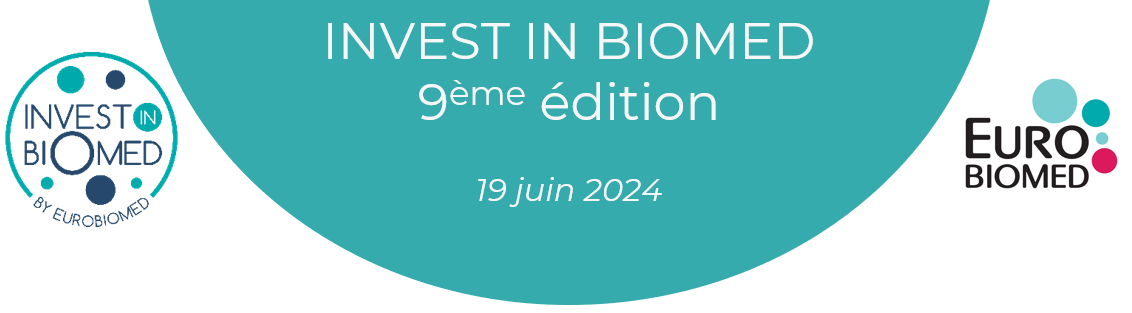 INVEST IN BIOMED
9ème édition
19 juin 2024
INVEST IN
BIOMED
BY EUROBIOMED
EURO
BIOMED